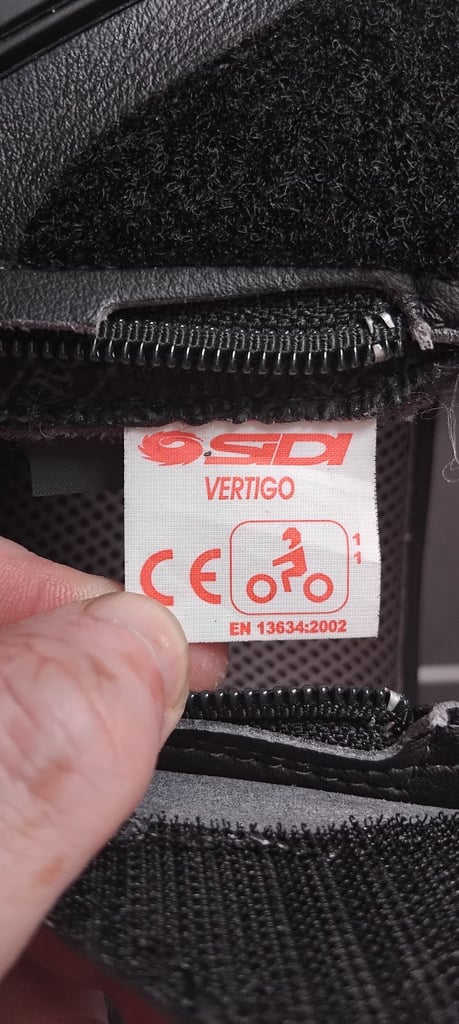 SIDI
VERTIGO
CE
1
1
EN 13634:2002